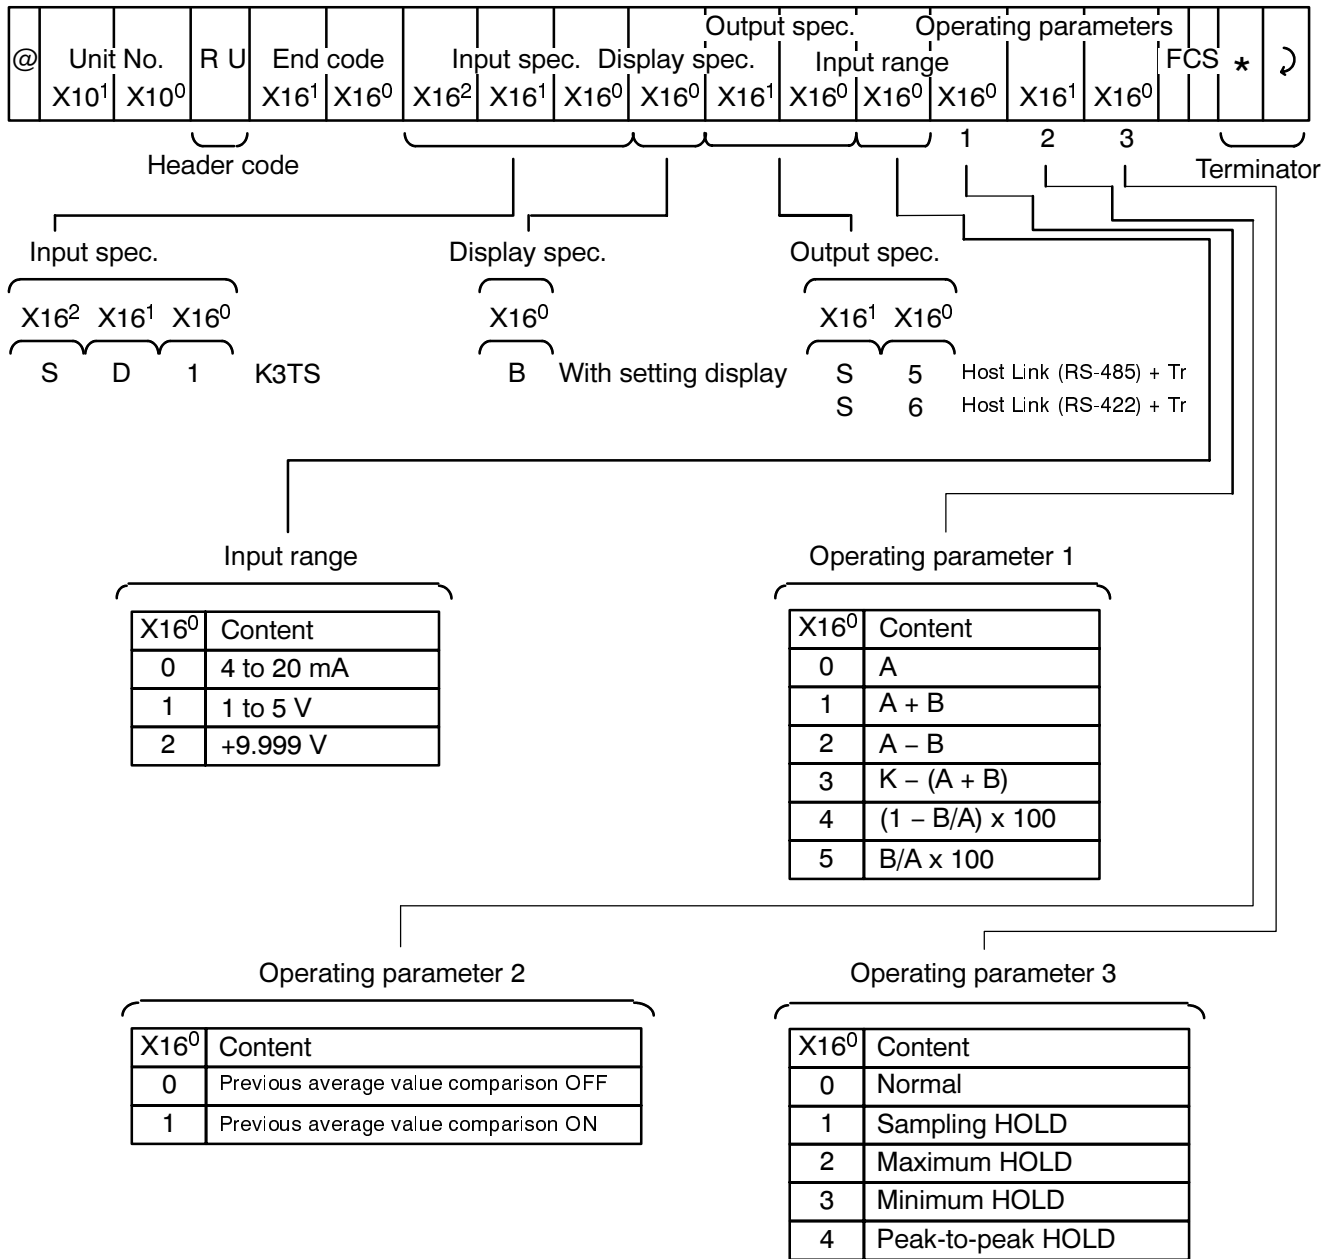 Output spec. Operating parameters
@ Unit No. R U End code Input spec. Display spec. Input range FCS * 
X10¹ X10⁰ X16¹ X16⁰ X16² X16¹ X16⁰ X16⁰ X16¹ X16⁰ X16⁰ X16⁰ X16¹ X16⁰
1 2 3
Header code Terminator
Input spec. Display spec. Output spec.
X16² X16¹ X16⁰ X16⁰ X16¹ X16⁰
S D 1 K3TS B With setting display S 5 Host Link (RS-485) + Tr
S 6 Host Link (RS-422) + Tr
Input range
X16⁰ Content
0 4 to 20 mA
1 1 to 5 V
2 +9.999 V
Operating parameter 1
X16⁰ Content
0 A
1 A + B
2 A – B
3 K – (A + B)
4 (1 – B/A) x 100
5 B/A x 100
Operating parameter 2
X16⁰ Content
0 Previous average value comparison OFF
1 Previous average value comparison ON
Operating parameter 3
X16⁰ Content
0 Normal
1 Sampling HOLD
2 Maximum HOLD
3 Minimum HOLD
4 Peak-to-peak HOLD